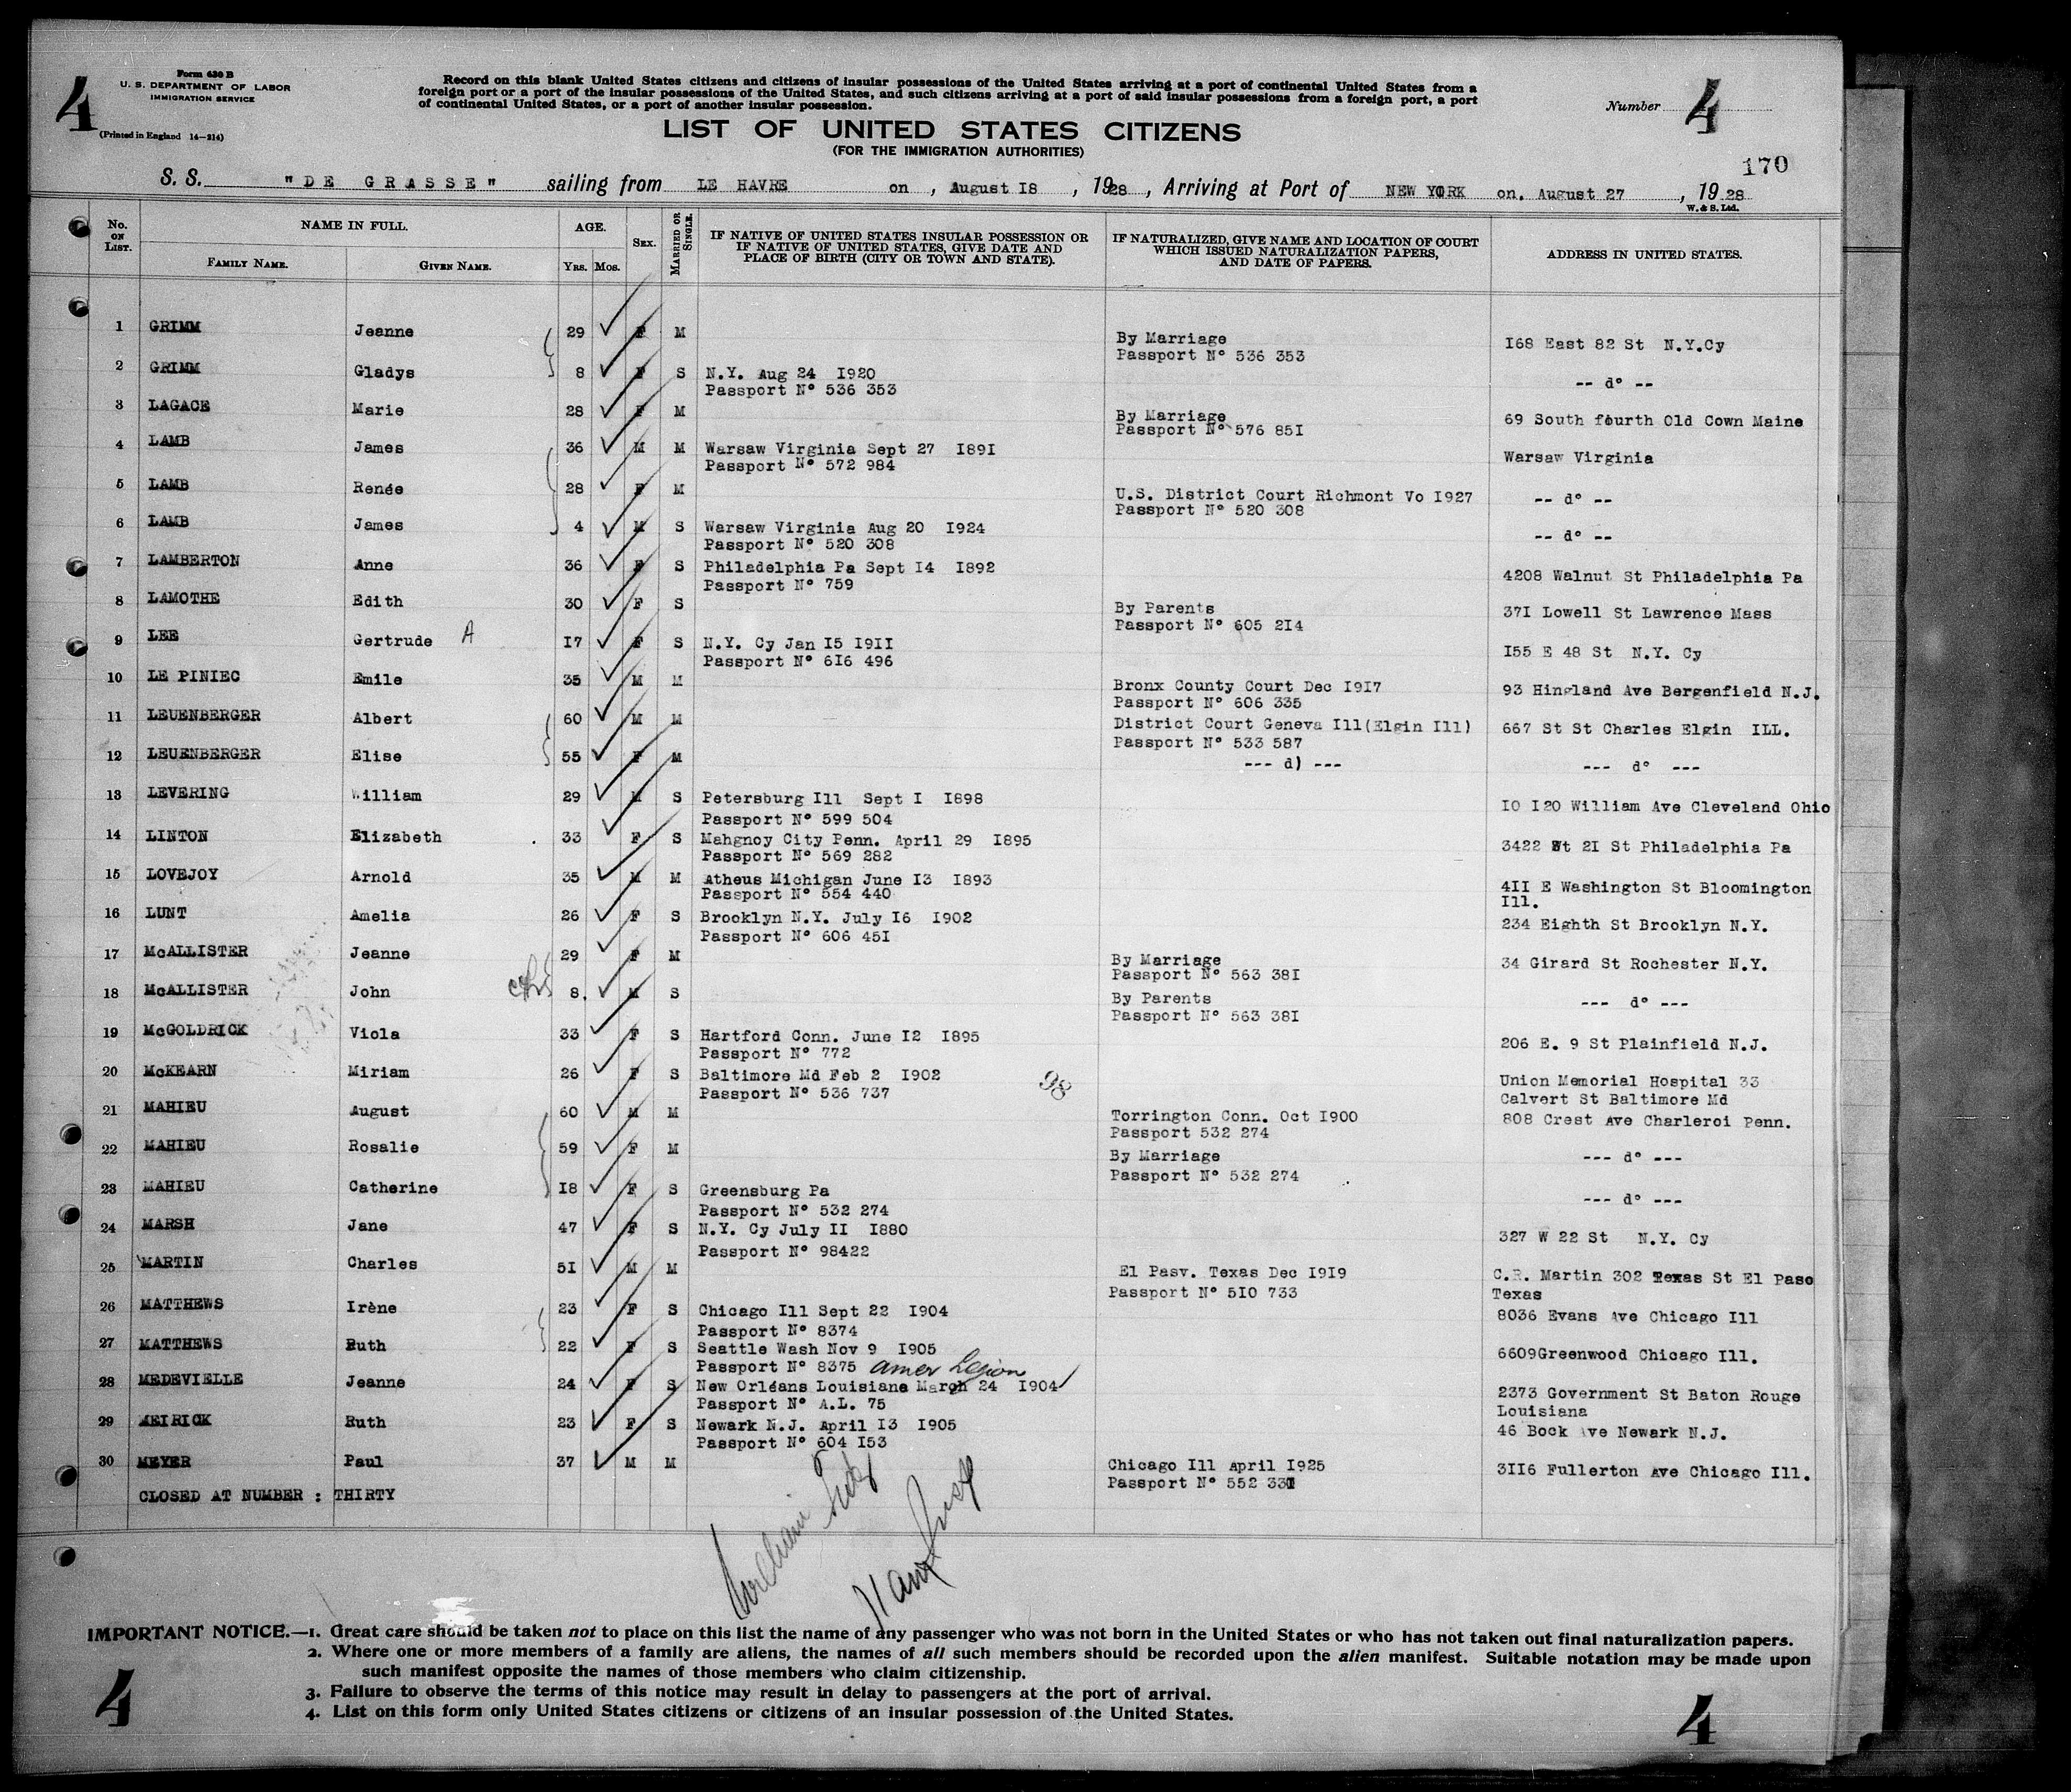 4
Form 630 B
U. S. DEPARTMENT OF LABOR
IMMIGRATION SERVICE
(Printed in England 14—214)
Record on this blank United States citizens and citizens of insular possessions of the United States arriving at a port of continental United States from a
foreign port or a port of the insular possessions of the United States, and such citizens arriving at a port of said insular possessions from a foreign port, a port
of continental United States, or a port of another insular possession.
Number 4
LIST OF UNITED STATES CITIZENS
(FOR THE IMMIGRATION AUTHORITIES)
170
S. S. "DE GRASSE" sailing from LE HAVRE on , August I8 , 1928 , Arriving at Port of NEW YORK on. August 27 , 19 28
W. & S. Ltd.
No. ON LIST.
NAME IN FULL.
FAMILY NAME. GIVEN NAME.
AGE.
YRS. MOS.
SEX.
MARRIED OR SINGLE.
IF NATIVE OF UNITED STATES INSULAR POSSESSION OR
IF NATIVE OF UNITED STATES, GIVE DATE AND
PLACE OF BIRTH (CITY OR TOWN AND STATE).
IF NATURALIZED, GIVE NAME AND LOCATION OF COURT
WHICH ISSUED NATURALIZATION PAPERS,
AND DATE OF PAPERS.
ADDRESS IN UNITED STATES.
1 GRIMM Jeanne 29 F M By Marriage I68 East 82 St N.Y.Cy
Passport N° 536 353
2 GRIMM Gladys 8 F S N.Y. Aug 24 I920 -- d° --
Passport N° 536 353
3 LAGACE Marie 28 F M By Marriage 69 South fourth Old Cown Maine
Passport N° 576 85I
4 LAMB James 36 M M Warsaw Virginia Sept 27 I89I Warsaw Virginia
Passport N° 572 984
5 LAMB Renée 28 F M U.S. District Court Richmont Vo I927 -- d° --
Passport N° 520 308
6 LAMB James 4 M S Warsaw Virginia Aug 20 I924 -- d° --
Passport N° 520 308
7 LAMBERTON Anne 36 F S Philadelphia Pa Sept I4 I892 4208 Walnut St Philadelphia Pa
Passport N° 759
8 LAMOTHE Edith 30 F S By Parents 37I Lowell St Lawrence Mass
Passport N° 605 2I4
9 LEE Gertrude A I7 F S N.Y. Cy Jan I5 I9II I55 E 48 St N.Y. Cy
Passport N° 6I6 496
10 LE PINIEC Emile 35 M M Bronx County Court Dec I9I7 93 Hingland Ave Bergenfield N.J.
Passport N° 606 335
11 LEUENBERGER Albert 60 M M District Court Geneva Ill(Elgin Ill) 667 St St Charles Elgin ILL.
Passport N° 533 587
12 LEUENBERGER Elise 55 F M --- d) --- --- d° ---
13 LEVERING William 29 M S Petersburg Ill Sept I I898 I0 I20 William Ave Cleveland Ohio
Passport N° 599 504
14 LINTON Elizabeth 33 F S Mahgnoy City Penn. April 29 I895 3422 Wt 2I St Philadelphia Pa
Passport N° 569 282
15 LOVEJOY Arnold 35 M M Atheus Michigan June I3 I893 4II E Washington St Bloomington
Passport N° 554 440 Ill.
16 LUNT Amelia 26 F S Brooklyn N.Y. July I6 I902 234 Eighth St Brooklyn N.Y.
Passport N° 606 45I
17 McALLISTER Jeanne 29 F M By Marriage 34 Girard St Rochester N.Y.
Passport N° 563 38I
18 McALLISTER John 8. M S By Parents --- d° ---
Passport N° 563 38I
19 McGOLDRICK Viola 33 F S Hartford Conn. June I2 I895 206 E. 9 St Plainfield N.J.
Passport N° 772
20 McKEARN Miriam 26 F S Baltimore Md Feb 2 I902 Union Memorial Hospital 33
Passport N° 536 737 98 Calvert St Baltimore Md
21 MAHIEU August 60 M M Torrington Conn. Oct I900 808 Crest Ave Charleroi Penn.
Passport 532 274
22 MAHIEU Rosalie 59 F M By Marriage --- d° ---
Passport N° 532 274
23 MAHIEU Catherine I8 F S Greensburg Pa --- d° ---
Passport N° 532 274
24 MARSH Jane 47 F S N.Y. Cy July II I880 327 W 22 St N.Y. Cy
Passport N° 98422
25 MARTIN Charles 5I M M El Pasv. Texas Dec I9I9 C.R. Martin 302 Texas St El Paso
Passport N° 5I0 733 Texas
26 MATTHEWS Irène 23 F S Chicago Ill Sept 22 I904 8036 Evans Ave Chicago Ill
Passport N° 8374
27 MATTHEWS Ruth 22 F S Seattle Wash Nov 9 I905 6609Greenwood Chicago Ill.
Passport N° 8375 amer Legion
28 MEDEVIELLE Jeanne 24 F S New Orléans Louisiana March 24 I904 2373 Government St Baton Rouge
Passport N° A.L. 75 Louisiana
29 MEIRICK Ruth 23 F S Newark N.J. April I3 I905 46 Bock Ave Newark N.J.
Passport N° 604 I53
30 MEYER Paul 37 M M Chicago Ill April I925 3II6 Fullerton Ave Chicago Ill.
Passport N° 552 33I
CLOSED AT NUMBER : THIRTY
William
IMPORTANT NOTICE.—1. Great care should be taken not to place on this list the name of any passenger who was not born in the United States or who has not taken out final naturalization papers.
2. Where one or more members of a family are aliens, the names of all such members should be recorded upon the alien manifest. Suitable notation may be made upon
such manifest opposite the names of those members who claim citizenship.
3. Failure to observe the terms of this notice may result in delay to passengers at the port of arrival.
4. List on this form only United States citizens or citizens of an insular possession of the United States.
4 4